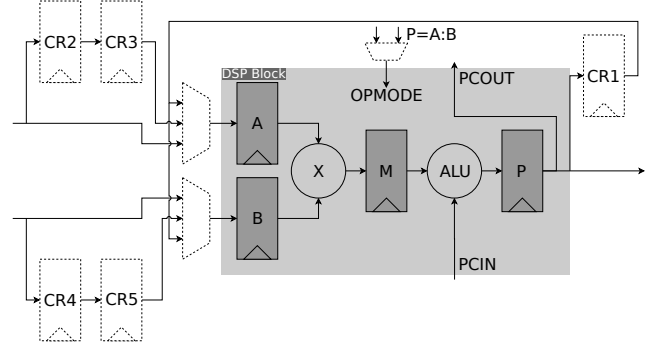 P=A:B
CR2
CR3
DSP Block
PCOUT
CR1
OPMODE
A
X
M
ALU
P
B
PCIN
CR4
CR5